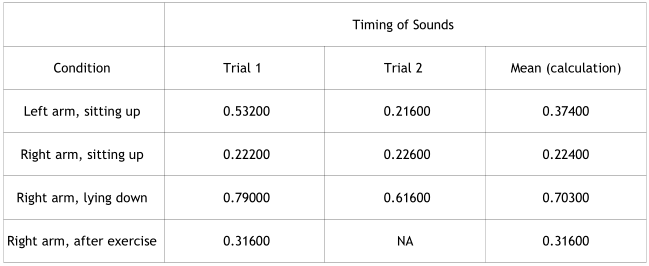 Timing of Sounds
Condition Trial 1 Trial 2 Mean (calculation)
Left arm, sitting up 0.53200 0.21600 0.37400
Right arm, sitting up 0.22200 0.22600 0.22400
Right arm, lying down 0.79000 0.61600 0.70300
Right arm, after exercise 0.31600 NA 0.31600